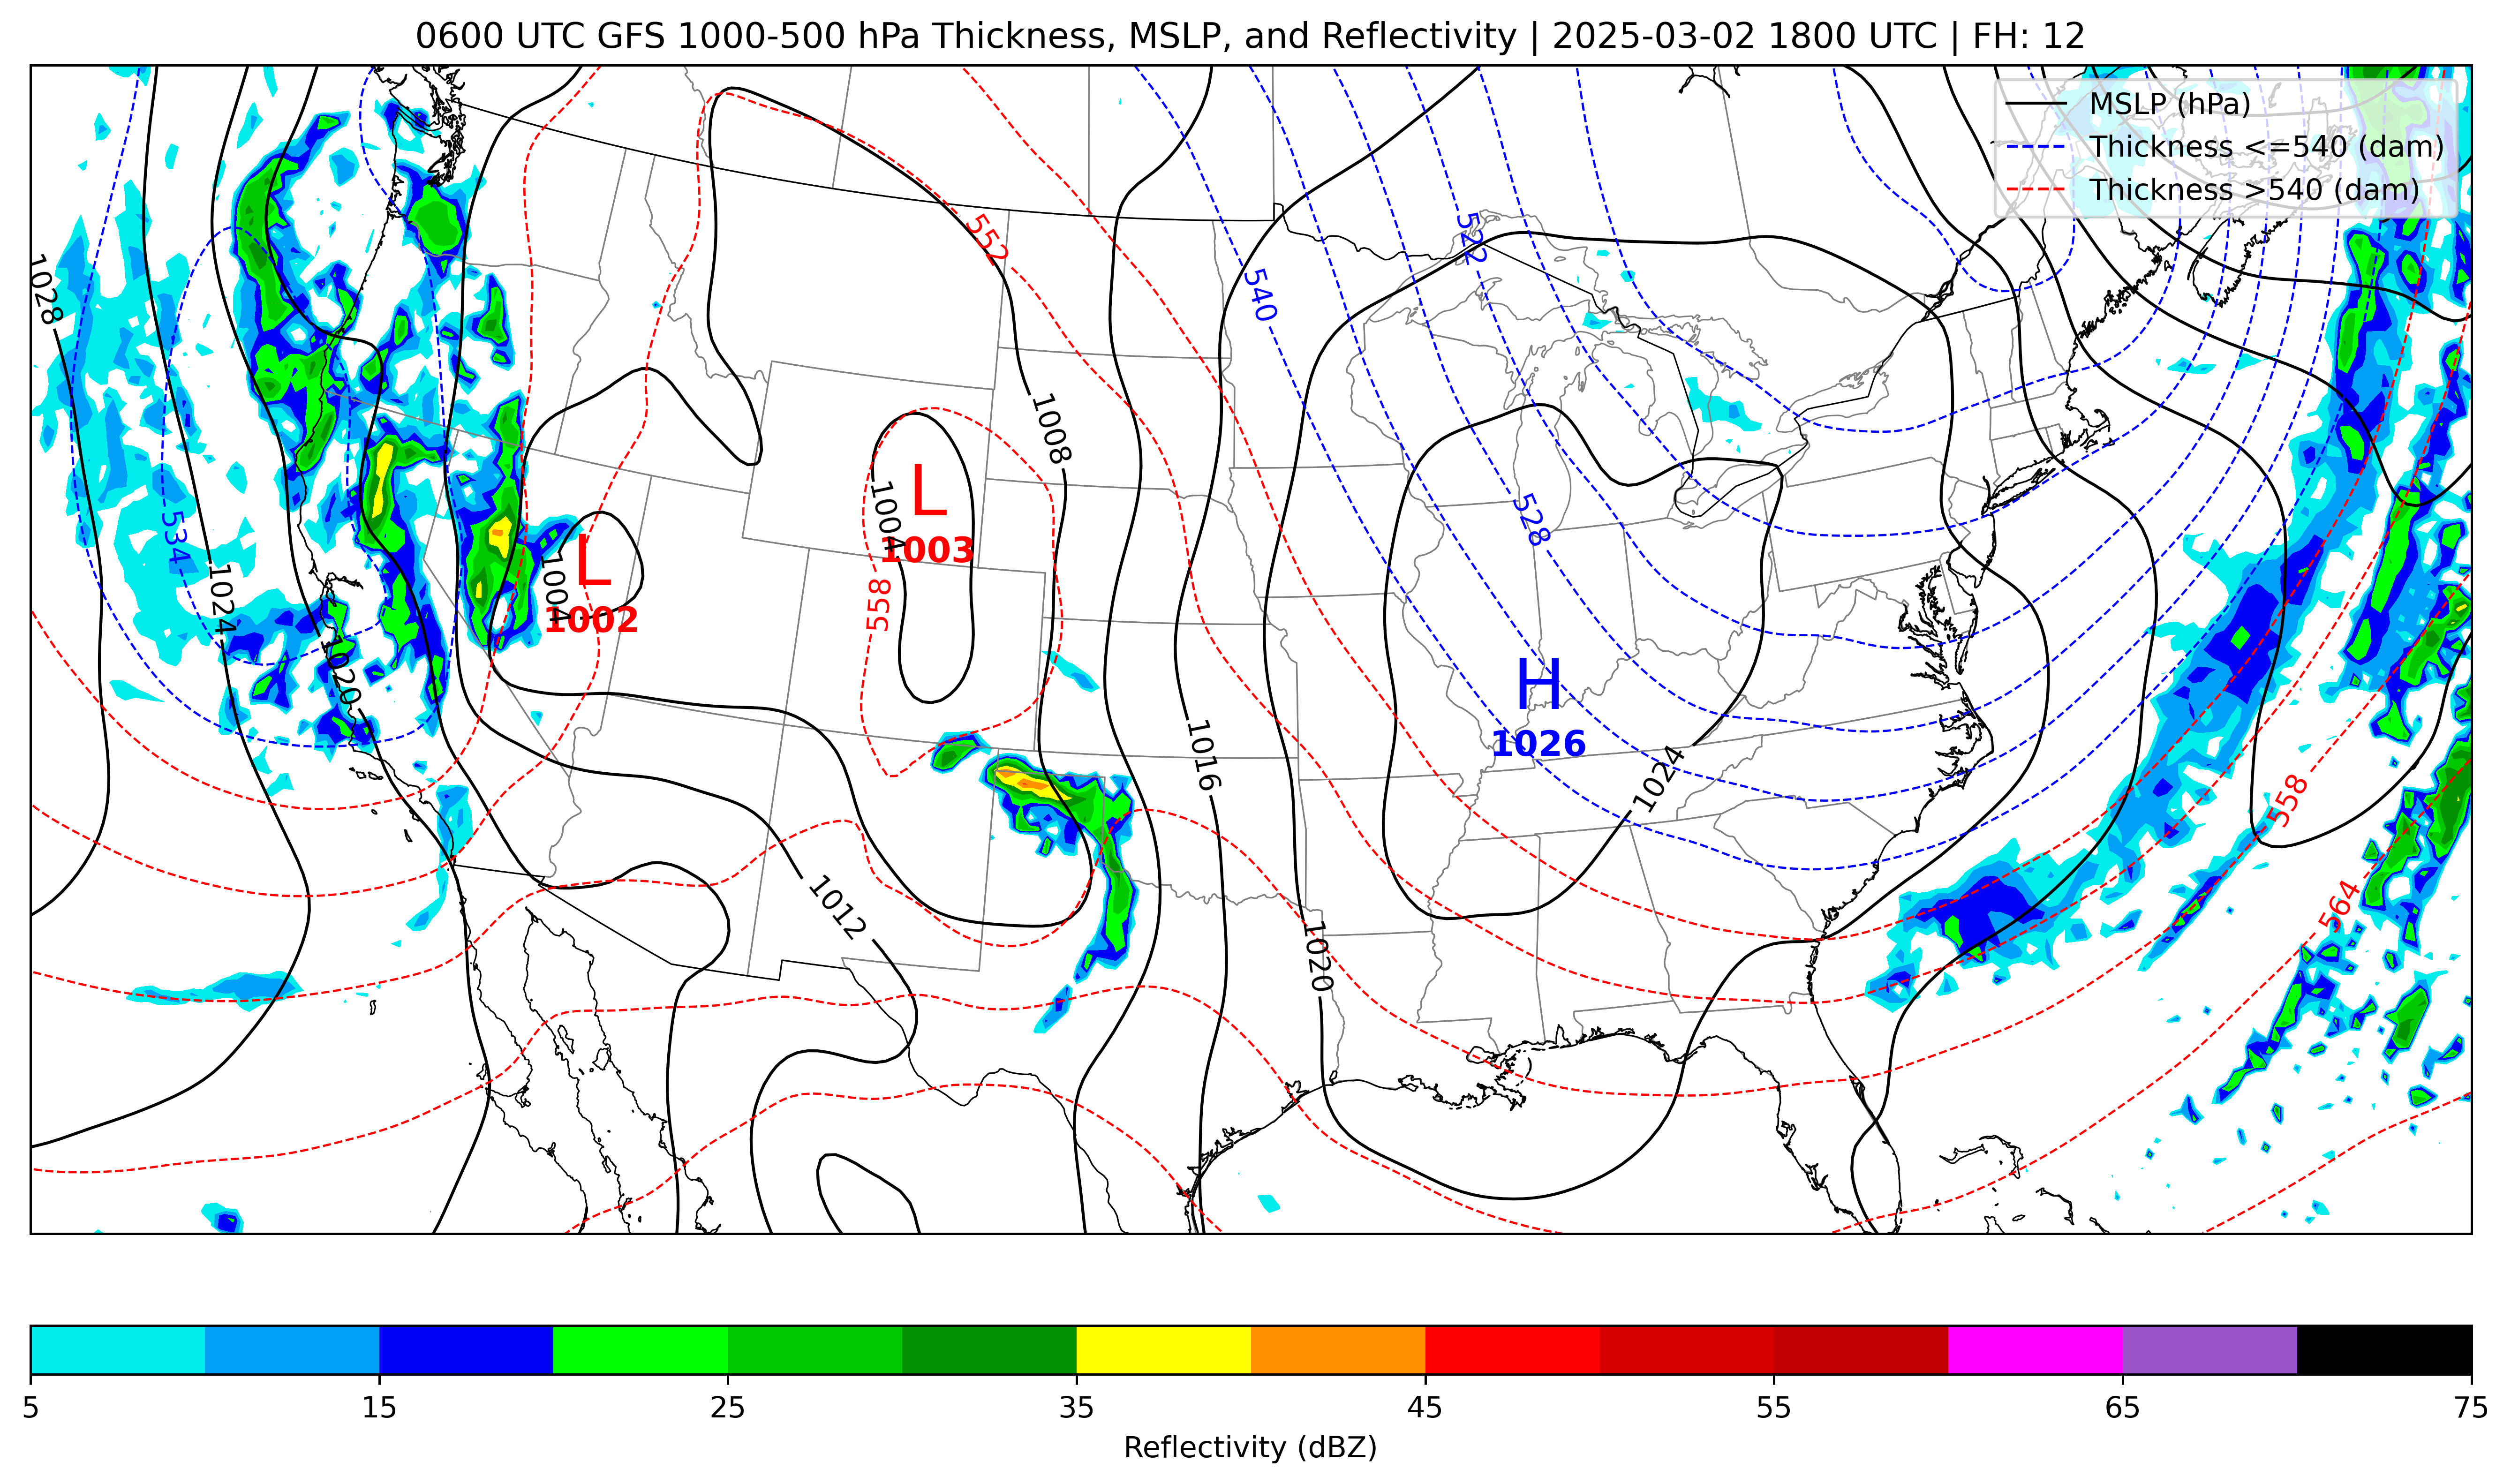 0600 UTC GFS 1000-500 hPa Thickness, MSLP, and Reflectivity | 2025-03-02 1800 UTC | FH: 12
MSLP (hPa)
Thickness <=540 (dam)
Thickness >540 (dam)
552
522
540
1028
1008
L
1003
1004
L
1002
1004
534
528
1024
558
1020
H
1026
1016
1024
558
1012
564
1020
5 15 25 35 45 55 65 75
Reflectivity (dBZ)